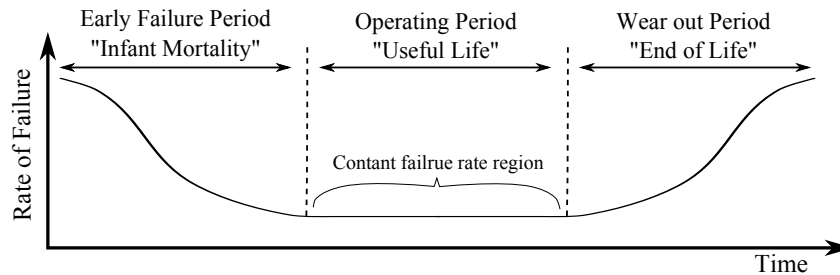 Early Failure Period
"Infant Mortality"
Operating Period
"Useful Life"
Wear out Period
"End of Life"
Contant failrue rate region
Rate of Failure
Time